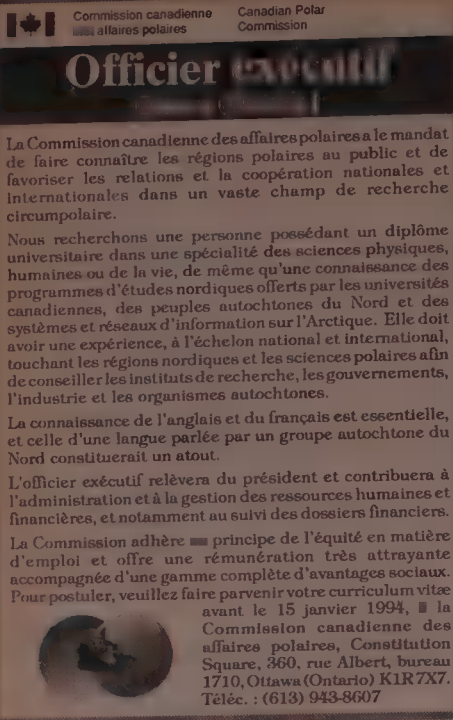 Commission canadienne
affaires polaires
Canadian Polar
Commission
Officier exécutif
La Commission canadienne des affaires polaires a le mandat
de faire connaître les régions polaires au public et de
favoriser les relations et la coopération nationales et
internationales dans un vaste champ de recherche
circumpolaire.
Nous recherchons une personne possédant un diplôme
universitaire dans une spécialité des sciences physiques,
humaines ou de la vie, de même qu'une connaissance des
programmes d'études nordiques offerts par les universités
canadiennes, des peuples autochtones du Nord et des
systèmes et réseaux d'information sur l'Arctique. Elle doit
avoir une expérience, à l'échelon national et international,
touchant les régions nordiques et les sciences polaires afin
de conseiller les instituts de recherche, les gouvernements,
l'industrie et les organismes autochtones.
La connaissance de l'anglais et du français est essentielle,
et celle d'une langue parlée par un groupe autochtone du
Nord constituerait un atout.
L'officier exécutif relèvera du président et contribuera à
l'administration et à la gestion des ressources humaines et
financières, et notamment au suivi des dossiers financiers.
La Commission adhère principe de l'équité en matière
d'emploi et offre une rémunération très attrayante
accompagnée d'une gamme complète d'avantages sociaux.
Pour postuler, veuillez faire parvenir votre curriculum vitæ
avant le 15 janvier 1994, la
Commission canadienne des
affaires polaires, Constitution
Square, 360, rue Albert, bureau
1710, Ottawa (Ontario) K1R 7X7.
Téléc. : (613) 943-8607